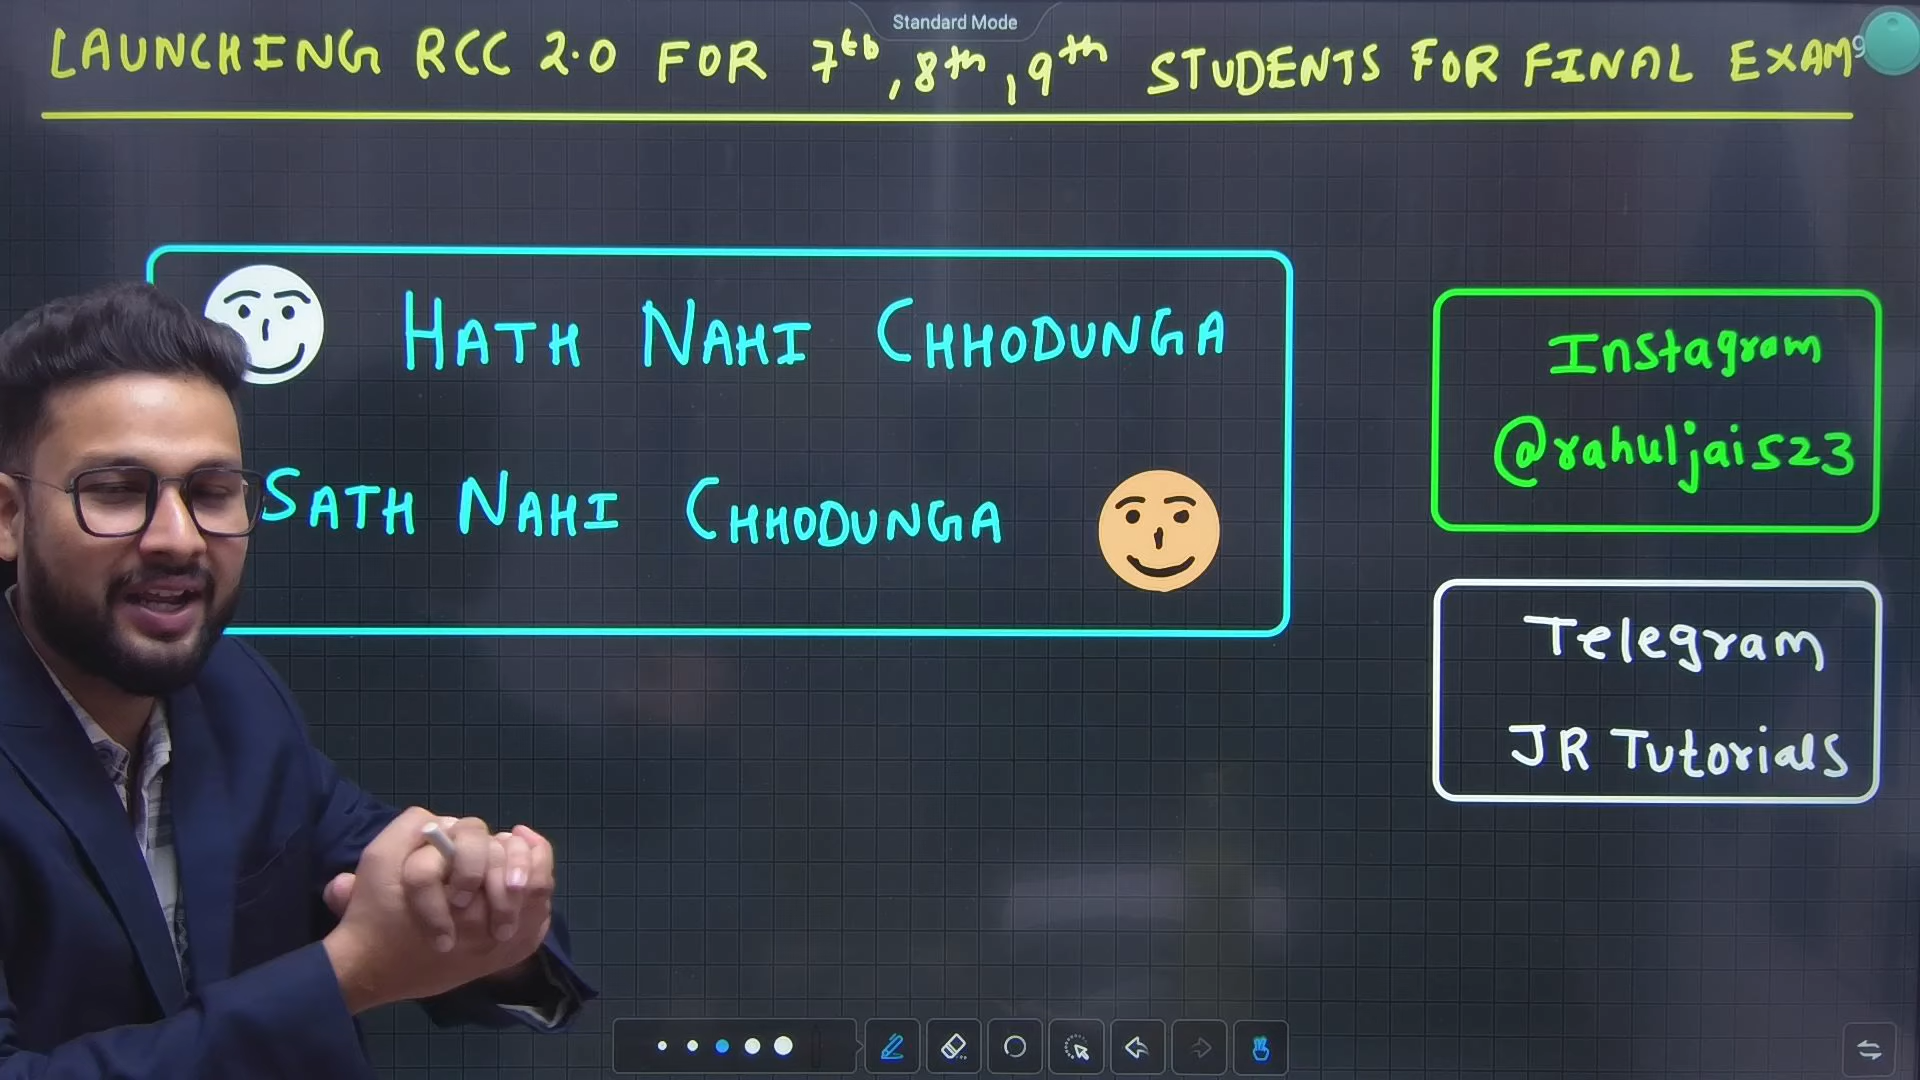 Standard Mode
LAUNCHING RCC 2.0 FOR 7th, 8th, 9th STUDENTS FOR FINAL EXAM
HATH NAHI CHHODUNGA
SATH NAHI CHHODUNGA
Instagram
@rahuljais23
Telegram
JR Tutorials